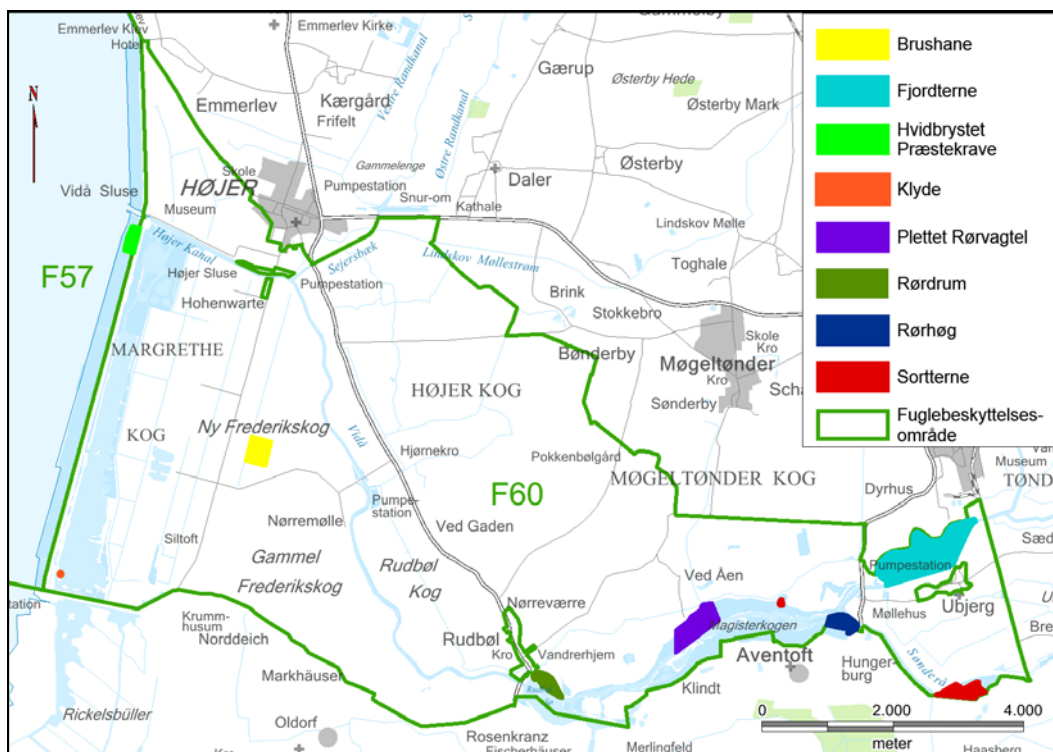 Emmerlev Klev
Hotel
Emmerlev Kirke
Gammelby
Gærup
Østerby Hede
Vestre Randkanal
Østre Randkanal
Emmerlev
Kærgård
Frifelt
Østerby Mark
N
Gammelenge
Østerby
Skole
HØJER
Pumpestation
Daler
Vidå Sluse
Museum
Snur-om
Kathale
Lindskov Mølle
Højer Kanal
Sejersbæk
Lindskov Møllestrøm
Toghale
F57
Højer Sluse
Pumpestation
Hohenwarte
Brink
Stokkebro
Skole
Kro
MARGRETHE
Bønderby
Møgeltønder
Kro
HØJER KOG
Sønderby
KOG
Ny Frederikskog
Vidå
Hjørnekro
Pokkenbølgård
MØGELTØNDER KOG
F60
Dyrhus
Museum
Pumpe-
station
Nørremølle
Ved Gaden
Siltoft
Gammel
Frederikskog
Rudbøl
Kog
Ved Åen
Pumpestation
Nørreværre
Møllehus
Ubjerg
Krumm-
husum
Norddeich
Rudbøl
Magisterkogen
Kro
Vandrerhjem
Aventoft
Hunger-
burg
Sønderå
Markhäuser
Klindt
Rickelsbüller
Oldorf
Rosenkranz
Fischerhäuser
Merlingfeld
Haasberg
Brushane
Fjordterne
Hvidbrystet
Præstekrave
Klyde
Plettet Rørvagtel
Rørdrum
Rørhøg
Sortterne
Fuglebeskyttelses-
område
0 2.000 4.000
meter